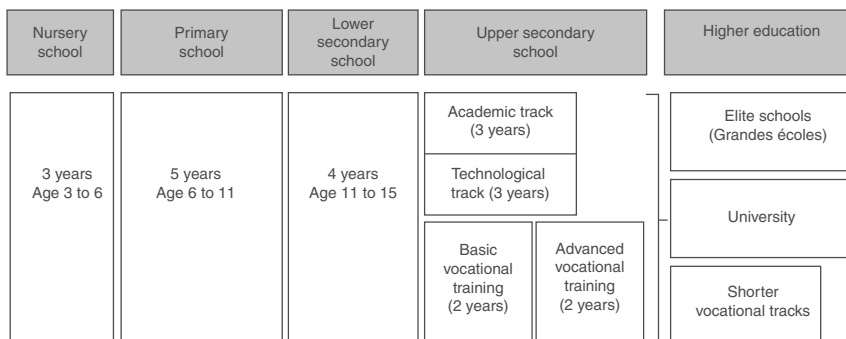 Nursery
school
Primary
school
Lower
secondary
school
Upper secondary
school
Higher education
3 years
Age 3 to 6
5 years
Age 6 to 11
4 years
Age 11 to 15
Academic track
(3 years)
Technological
track (3 years)
Basic
vocational
training
(2 years)
Advanced
vocational
training
(2 years)
Elite schools
(Grandes écoles)
University
Shorter
vocational tracks